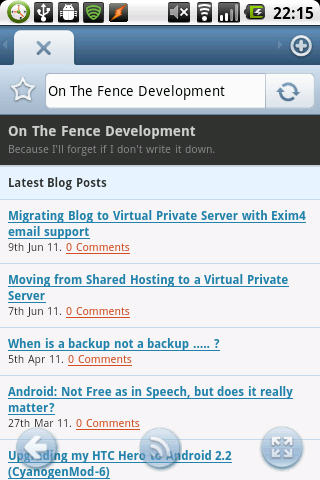 22:15
On The Fence Development
On The Fence Development
Because I'll forget if I don't write it down.
Latest Blog Posts
Migrating Blog to Virtual Private Server with Exim4
email support
9th Jun 11. 0 Comments
Moving from Shared Hosting to a Virtual Private
Server
7th Jun 11. 0 Comments
When is a backup not a backup ..... ?
5th Apr 11. 0 Comments
Android: Not Free as in Speech, but does it really
matter?
27th Mar 11. 0 Comments
Upgrading my HTC Hero to Android 2.2
(CyanogenMod-6)